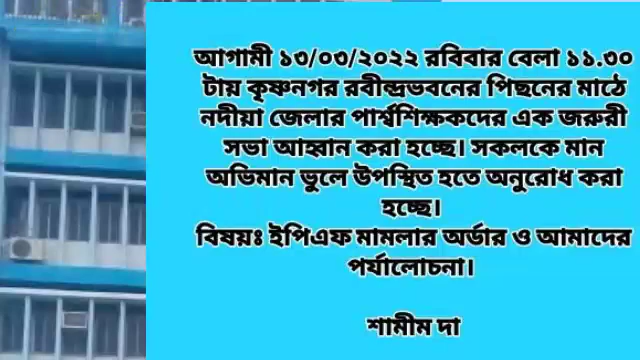 আগামী ১৩/০৩/২০২২ রবিবার বেলা ১১.৩০
টায় কৃষ্ণনগর রবীন্দ্রভবনের পিছনের মাঠে
নদীয়া জেলার পার্শ্বশিক্ষকদের এক জরুরী
সভা আহ্বান করা হচ্ছে। সকলকে মান
অভিমান ভুলে উপস্থিত হতে অনুরোধ করা
হচ্ছে।
বিষয়ঃ ইপিএফ মামলার অর্ডার ও আমাদের
পর্যালোচনা।
শামীম দা